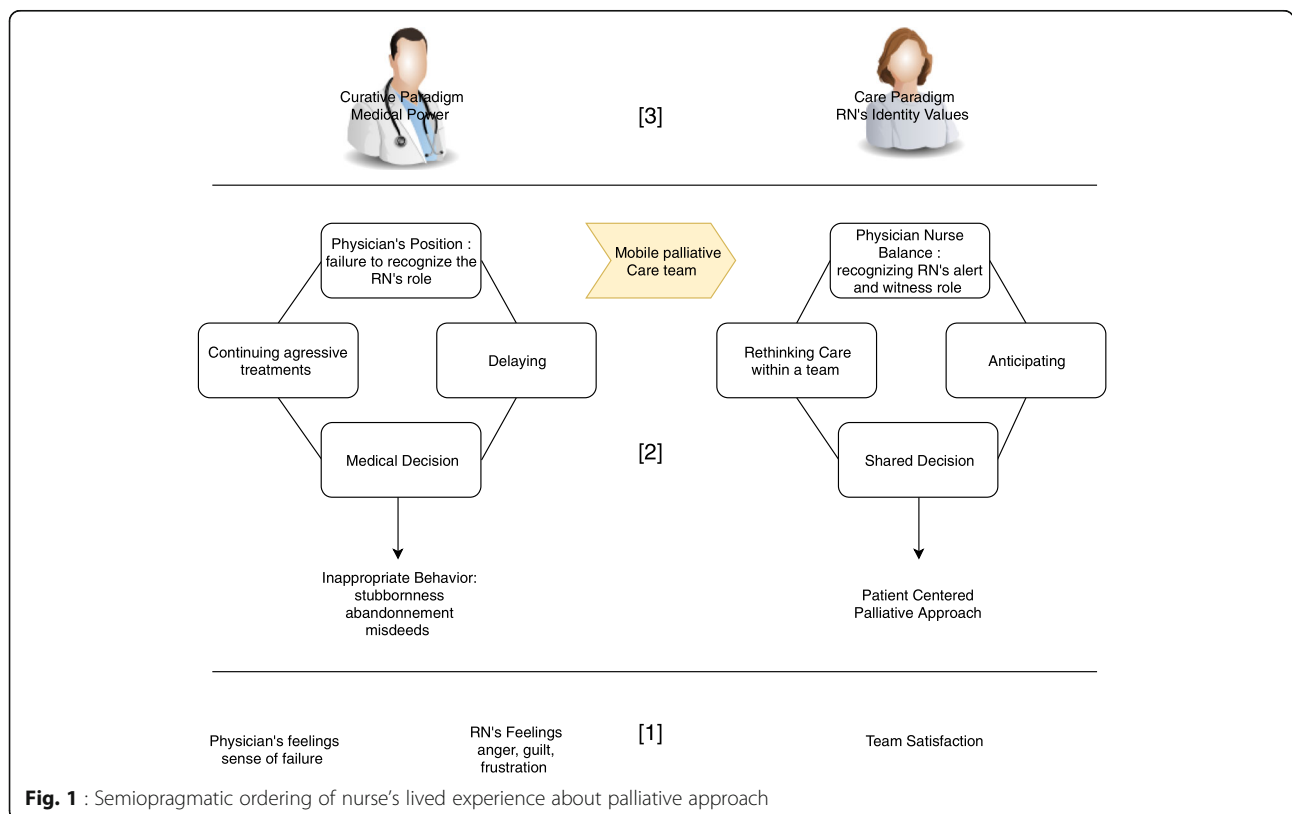 Curative Paradigm
Medical Power
[3]
Care Paradigm
RN's Identity Values
Physician's Position :
failure to recognize the
RN's role
Mobile palliative
Care team
Physician Nurse
Balance :
recognizing RN's alert
and witness role
Continuing agressive
treatments
Delaying
Rethinking Care
within a team
Anticipating
Medical Decision
[2]
Shared Decision
Inappropriate Behavior:
stubbornness
abandonnement
misdeeds
Patient Centered
Palliative Approach
Physician's feelings
sense of failure
RN's Feelings
anger, guilt,
frustration
[1]
Team Satisfaction
Fig. 1 : Semiopragmatic ordering of nurse’s lived experience about palliative approach